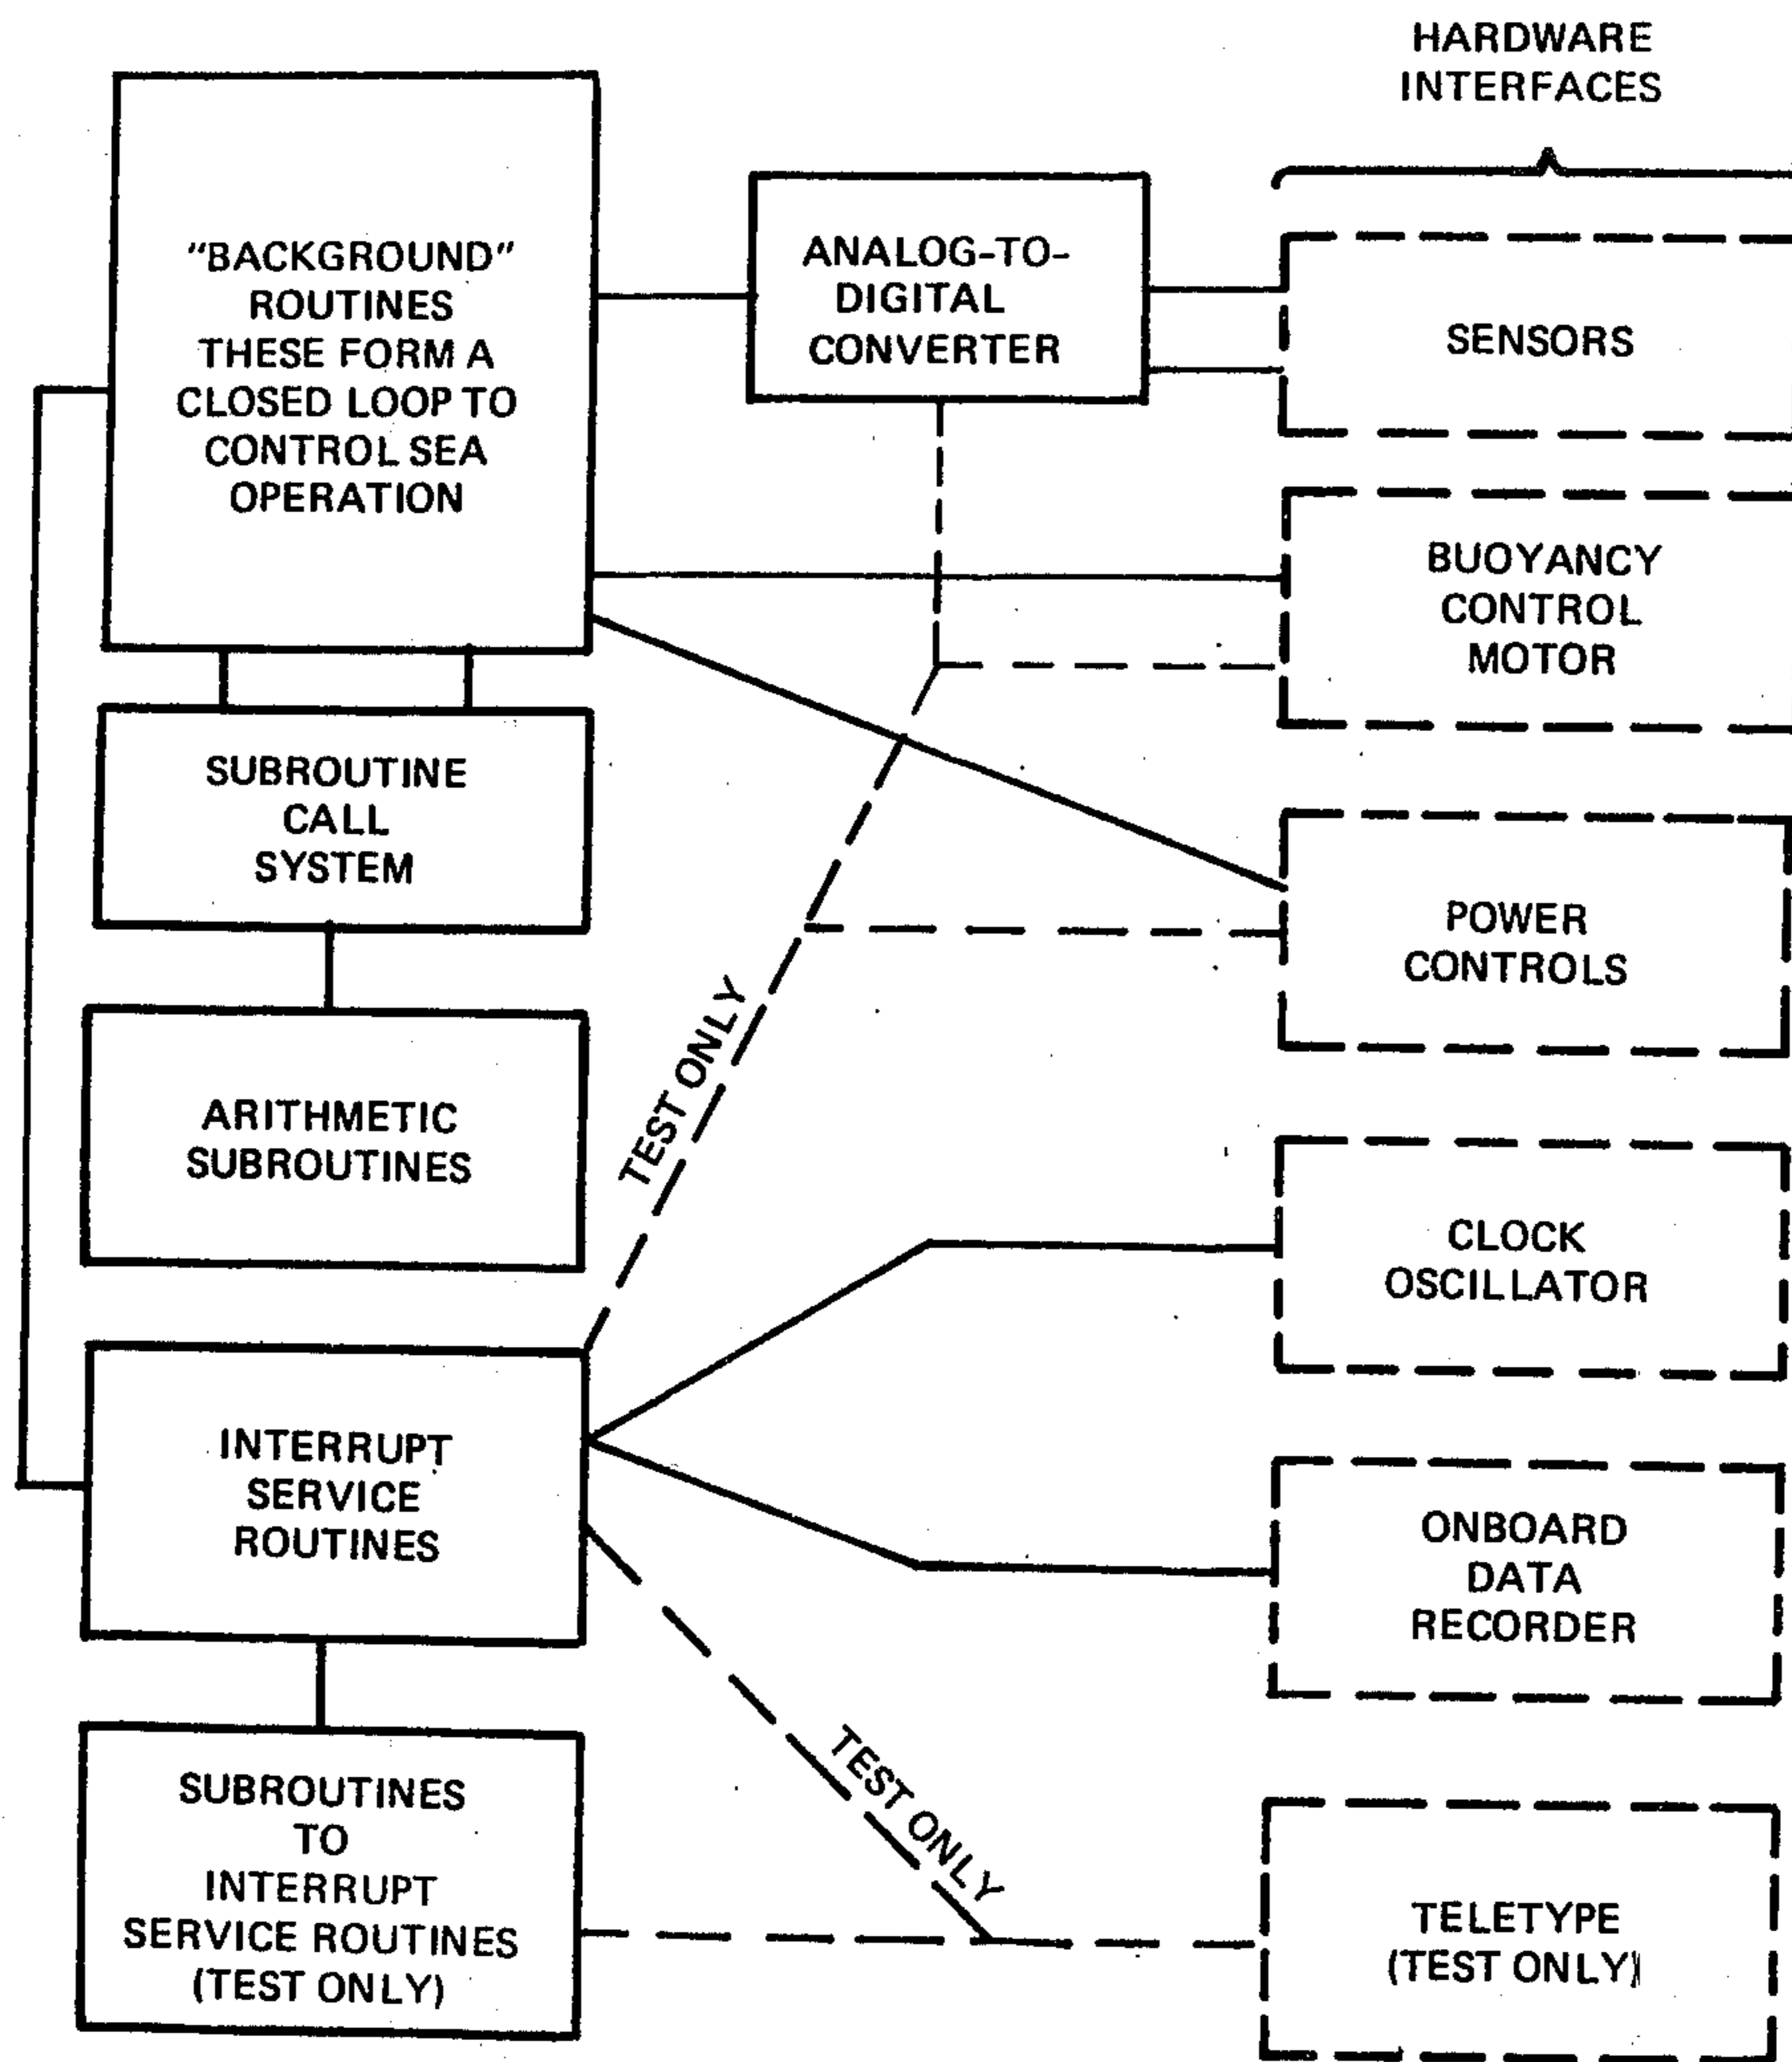 HARDWARE
INTERFACES
"BACKGROUND"
ROUTINES
THESE FORM A
CLOSED LOOP TO
CONTROL SEA
OPERATION
ANALOG-TO-
DIGITAL
CONVERTER
SENSORS
BUOYANCY
CONTROL
MOTOR
SUBROUTINE
CALL
SYSTEM
POWER
CONTROLS
TEST ONLY
ARITHMETIC
SUBROUTINES
CLOCK
OSCILLATOR
INTERRUPT
SERVICE
ROUTINES
ONBOARD
DATA
RECORDER
SUBROUTINES
TO
INTERRUPT
SERVICE ROUTINES
(TEST ONLY)
TEST ONLY
TELETYPE
(TEST ONLY)